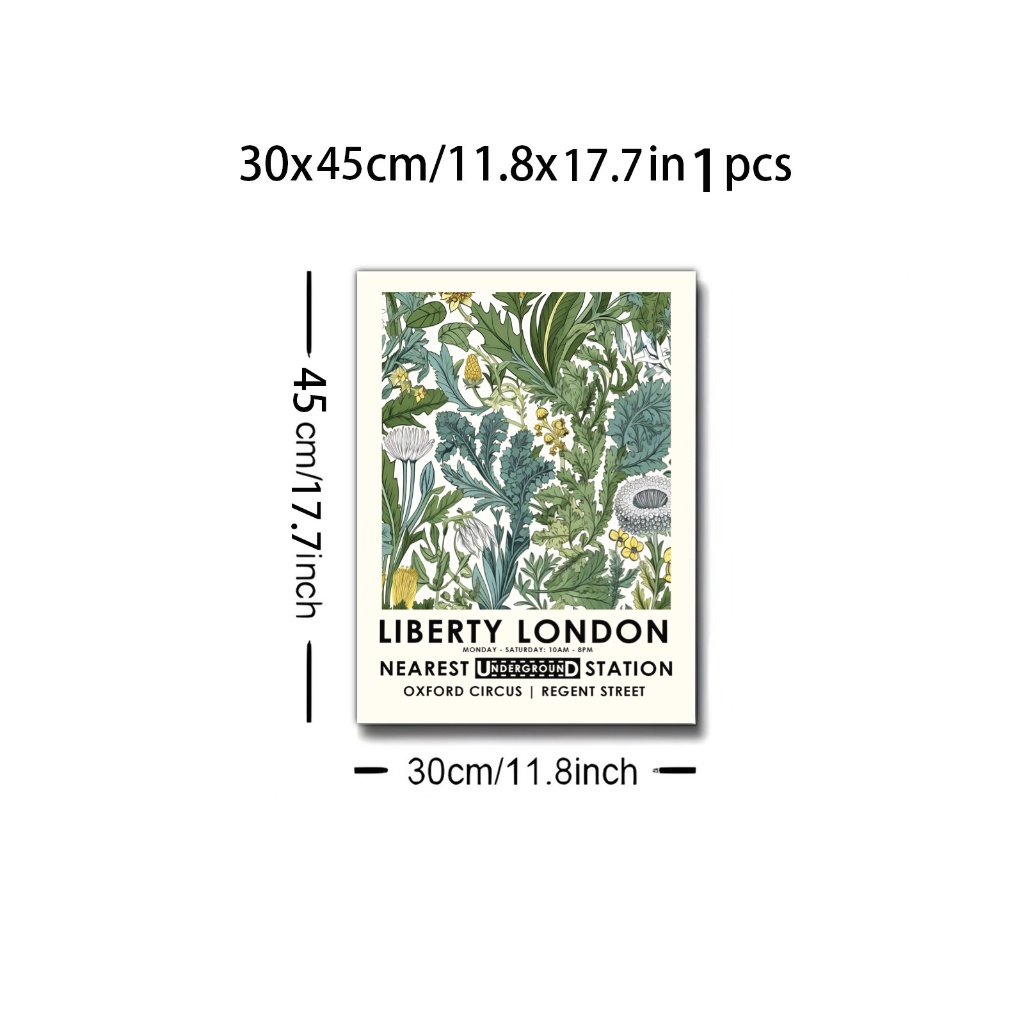 30x45cm/11.8x17.7in 1 pcs
45 cm/17.7inch
LIBERTY LONDON
MONDAY - SATURDAY: 10AM - 8PM
NEAREST UNDERGROUND STATION
OXFORD CIRCUS | REGENT STREET
30cm/11.8inch